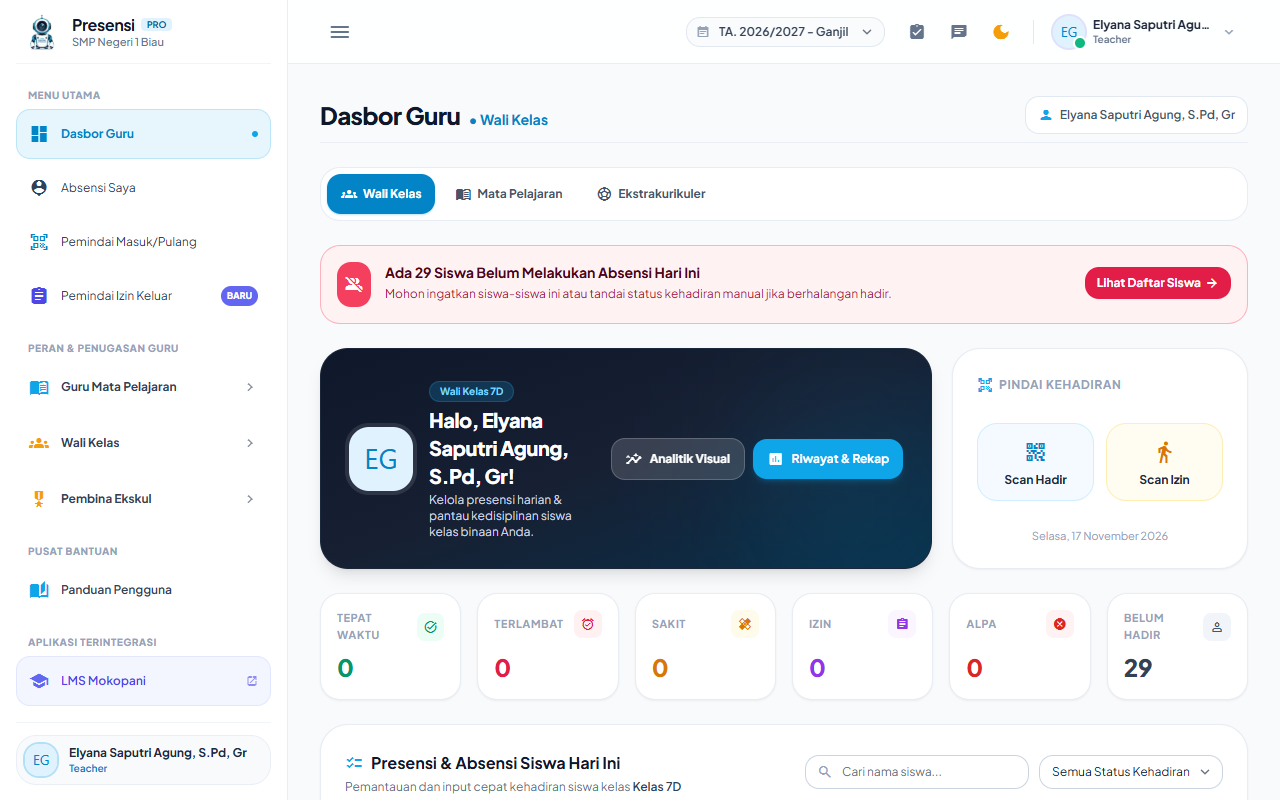 Presensi PRO
SMP Negeri 1 Biau
TA. 2026/2027 - Ganjil
EG
Elyana Saputri Agu...
Teacher
MENU UTAMA
Dasbor Guru
Absensi Saya
Pemindai Masuk/Pulang
Pemindai Izin Keluar
BARU
PERAN & PENUGASAN GURU
Guru Mata Pelajaran
Wali Kelas
Pembina Ekskul
PUSAT BANTUAN
Panduan Pengguna
APLIKASI TERINTEGRASI
LMS Mokopani
EG
Elyana Saputri Agung, S.Pd, Gr
Teacher
Dasbor Guru
• Wali Kelas
Elyana Saputri Agung, S.Pd, Gr
Wali Kelas
Mata Pelajaran
Ekstrakurikuler
Ada 29 Siswa Belum Melakukan Absensi Hari Ini
Mohon ingatkan siswa-siswa ini atau tandai status kehadiran manual jika berhalangan hadir.
Lihat Daftar Siswa →
EG
Wali Kelas 7D
Halo, Elyana
Saputri Agung,
S.Pd, Gr!
Kelola presensi harian &
pantau kedisiplinan siswa
kelas binaan Anda.
Analitik Visual
Riwayat & Rekap
PINDAI KEHADIRAN
Scan Hadir
Scan Izin
Selasa, 17 November 2026
TEPAT
WAKTU
0
TERLAMBAT
0
SAKIT
0
IZIN
0
ALPA
0
BELUM
HADIR
29
Presensi & Absensi Siswa Hari Ini
Pemantauan dan input cepat kehadiran siswa kelas Kelas 7D
Cari nama siswa...
Semua Status Kehadiran